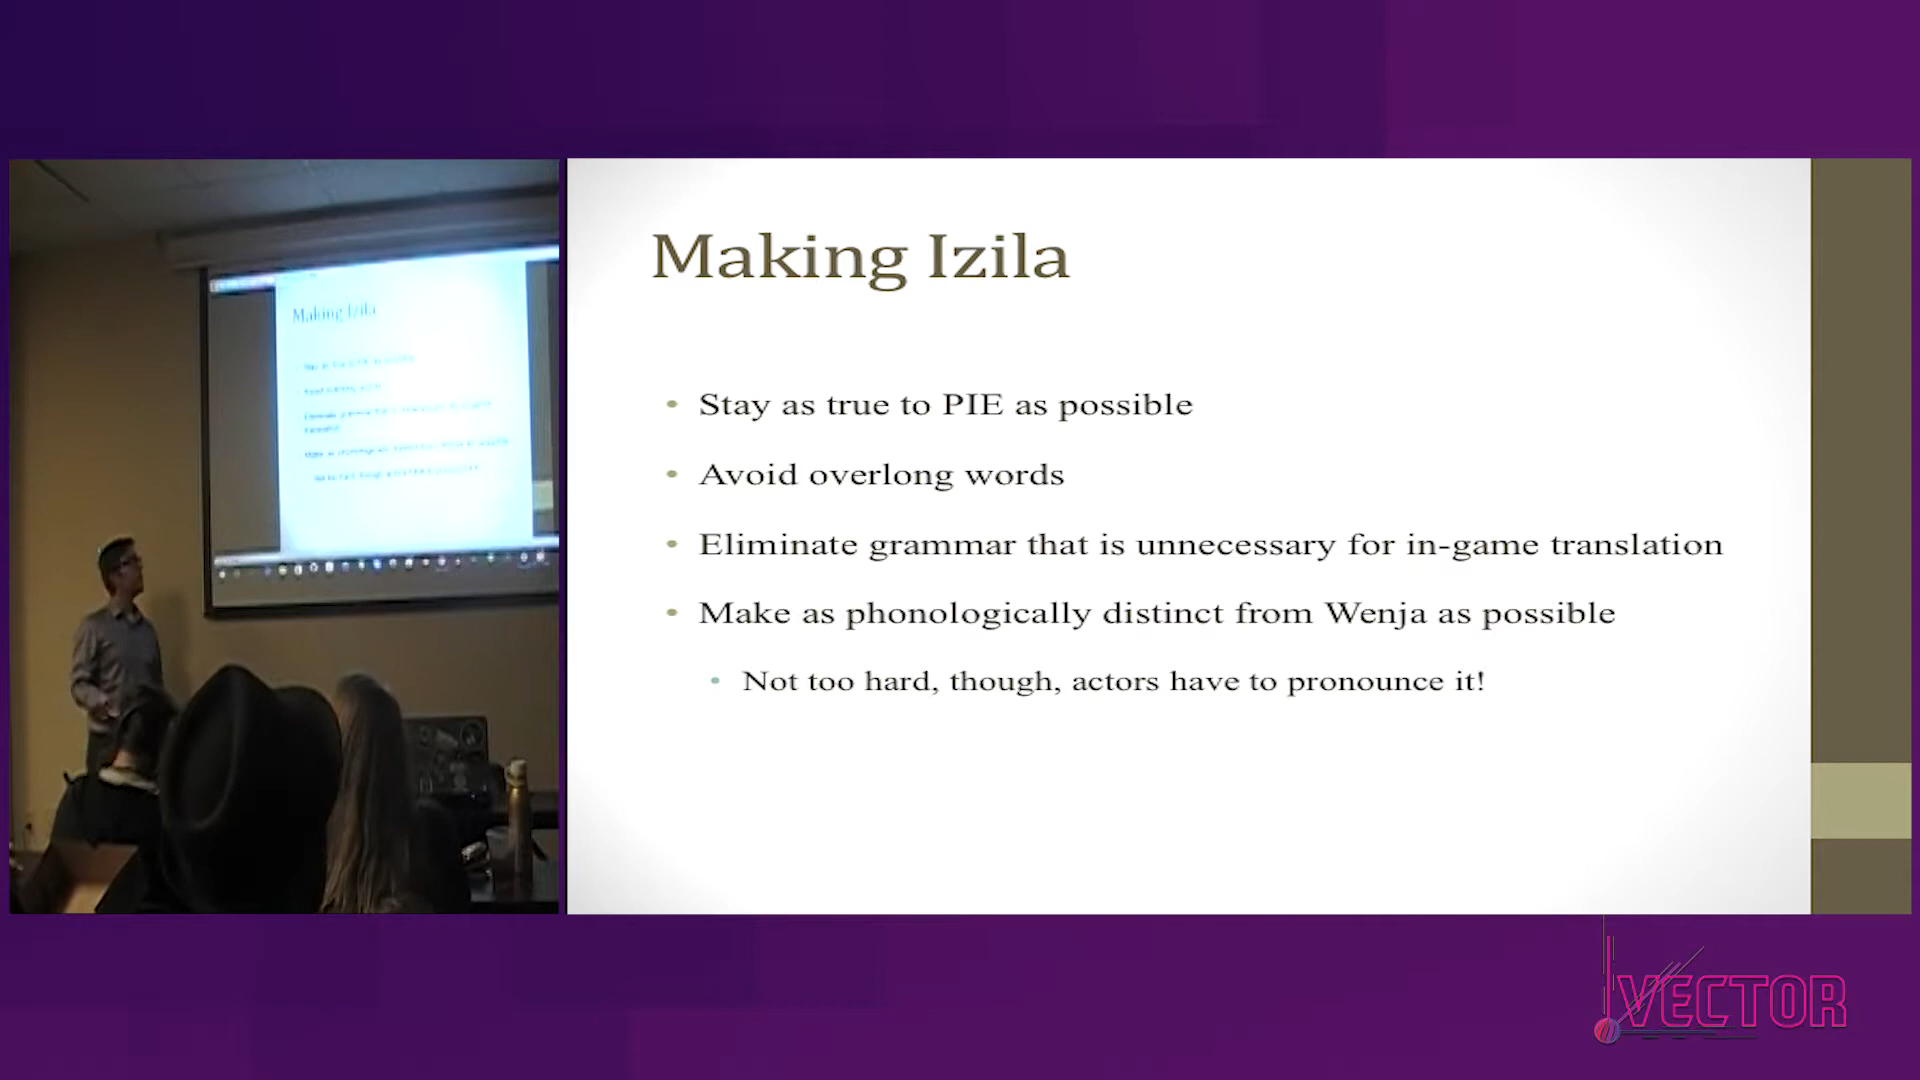 Making Izila
Making Izila
Stay as true to PIE as possible
Avoid overlong words
Eliminate grammar that is unnecessary for in-game translation
Make as phonologically distinct from Wenja as possible
Not too hard, though, actors have to pronounce it!
VECTOR